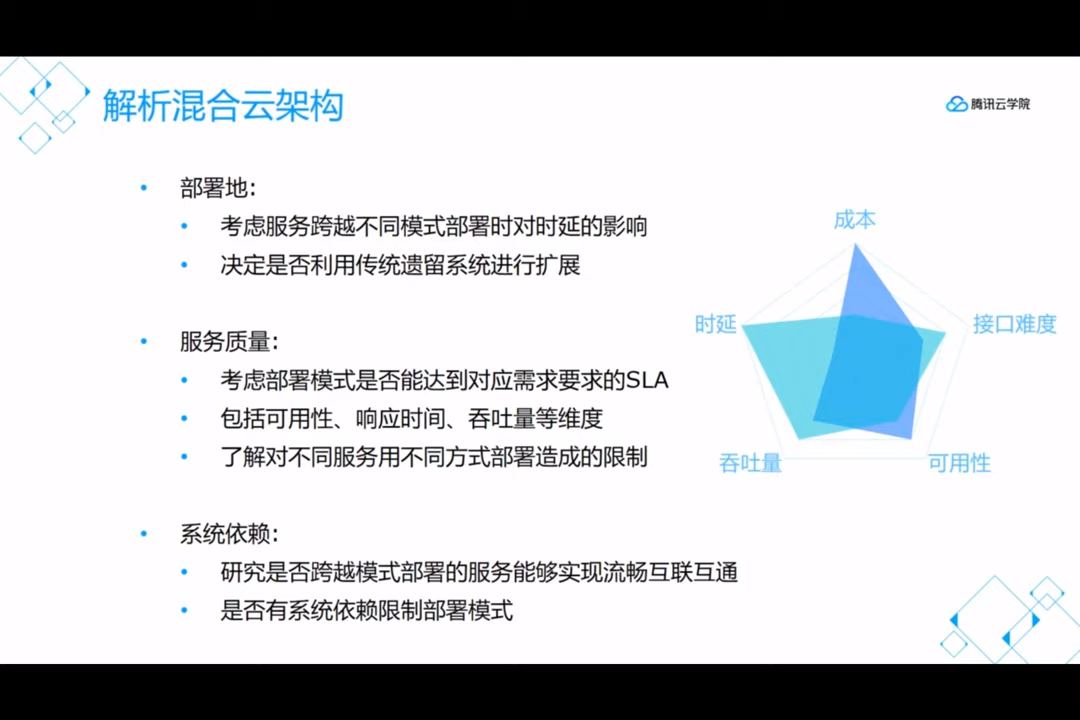 解析混合云架构
腾讯云学院
• 部署地:
• 考虑服务跨越不同模式部署时对时延的影响
• 决定是否利用传统遗留系统进行扩展
• 服务质量:
• 考虑部署模式是否能达到对应需求要求的SLA
• 包括可用性、响应时间、吞吐量等维度
• 了解对不同服务用不同方式部署造成的限制
• 系统依赖:
• 研究是否跨越模式部署的服务能够实现流畅互联互通
• 是否有系统依赖限制部署模式
成本
时延
接口难度
吞吐量
可用性